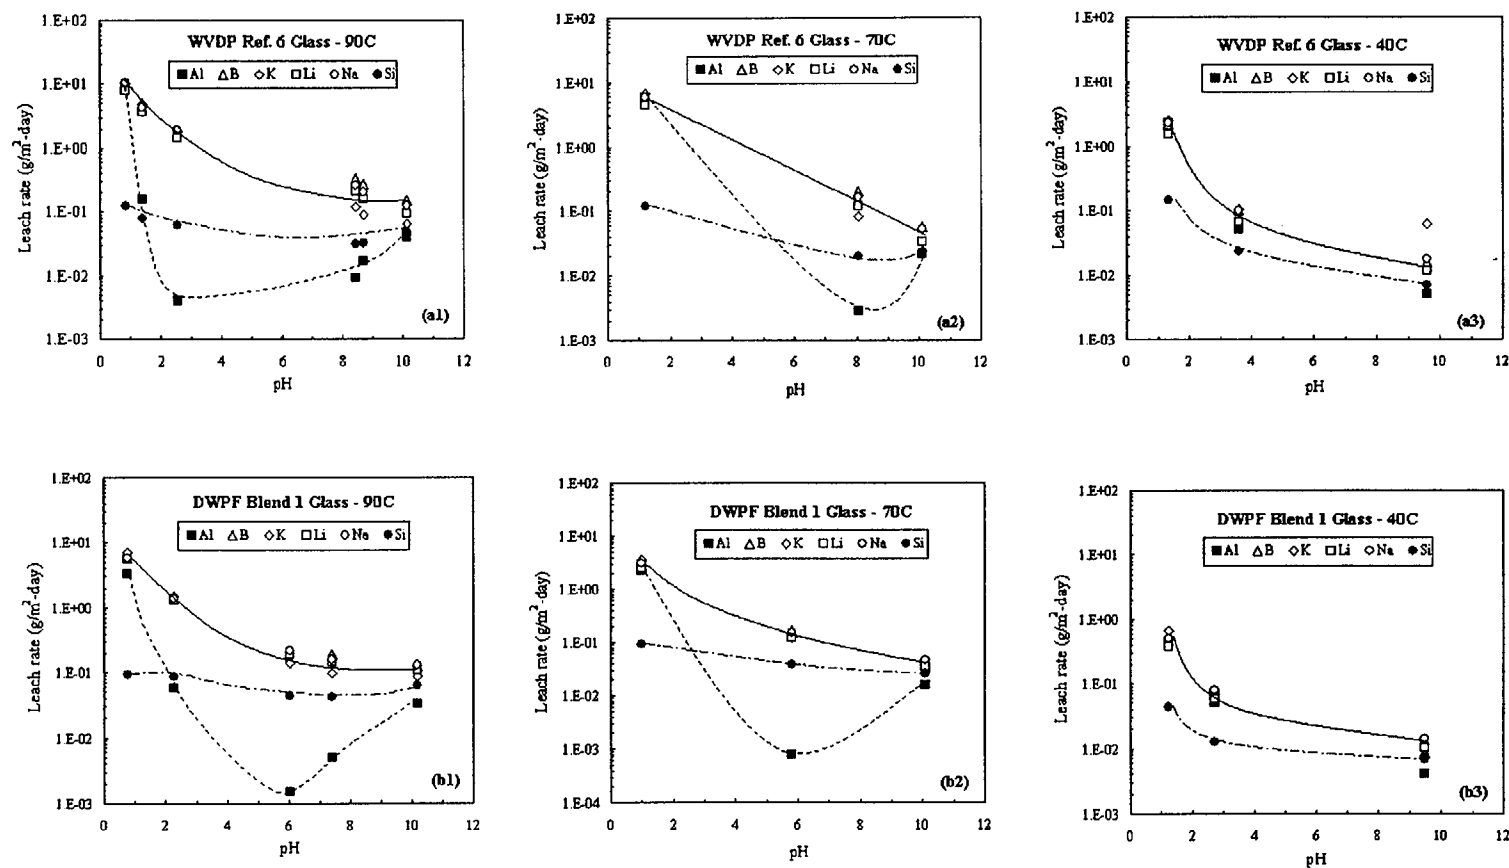 WVDP Ref. 6 Glass - 90C
■Al △B ◇K □Li ○Na ●Si
Leach rate (g/m²-day)
1.E+02
1.E+01
1.E+00
1.E-01
1.E-02
1.E-03
0 2 4 6 8 10 12
pH
(a1)
WVDP Ref. 6 Glass - 70C
■Al △B ◇K □Li ○Na ●Si
Leach rate (g/m²-day)
1.E+02
1.E+01
1.E+00
1.E-01
1.E-02
1.E-03
0 2 4 6 8 10 12
pH
(a2)
WVDP Ref. 6 Glass - 40C
■Al △B ◇K □Li ○Na ●Si
Leach rate (g/m²-day)
1.E+02
1.E+01
1.E+00
1.E-01
1.E-02
1.E-03
0 2 4 6 8 10 12
pH
(a3)
DWPF Blend 1 Glass - 90C
■Al △B ◇K □Li ○Na ●Si
Leach rate (g/m²-day)
1.E+02
1.E+01
1.E+00
1.E-01
1.E-02
1.E-03
0 2 4 6 8 10 12
pH
(b1)
DWPF Blend 1 Glass - 70C
■Al △B ◇K □Li ○Na ●Si
Leach rate (g/m²-day)
1.E+02
1.E+01
1.E+00
1.E-01
1.E-02
1.E-03
1.E-04
0 2 4 6 8 10 12
pH
(b2)
DWPF Blend 1 Glass - 40C
■Al △B ◇K □Li ○Na ●Si
Leach rate (g/m²-day)
1.E+02
1.E+01
1.E+00
1.E-01
1.E-02
1.E-03
0 2 4 6 8 10 12
pH
(b3)